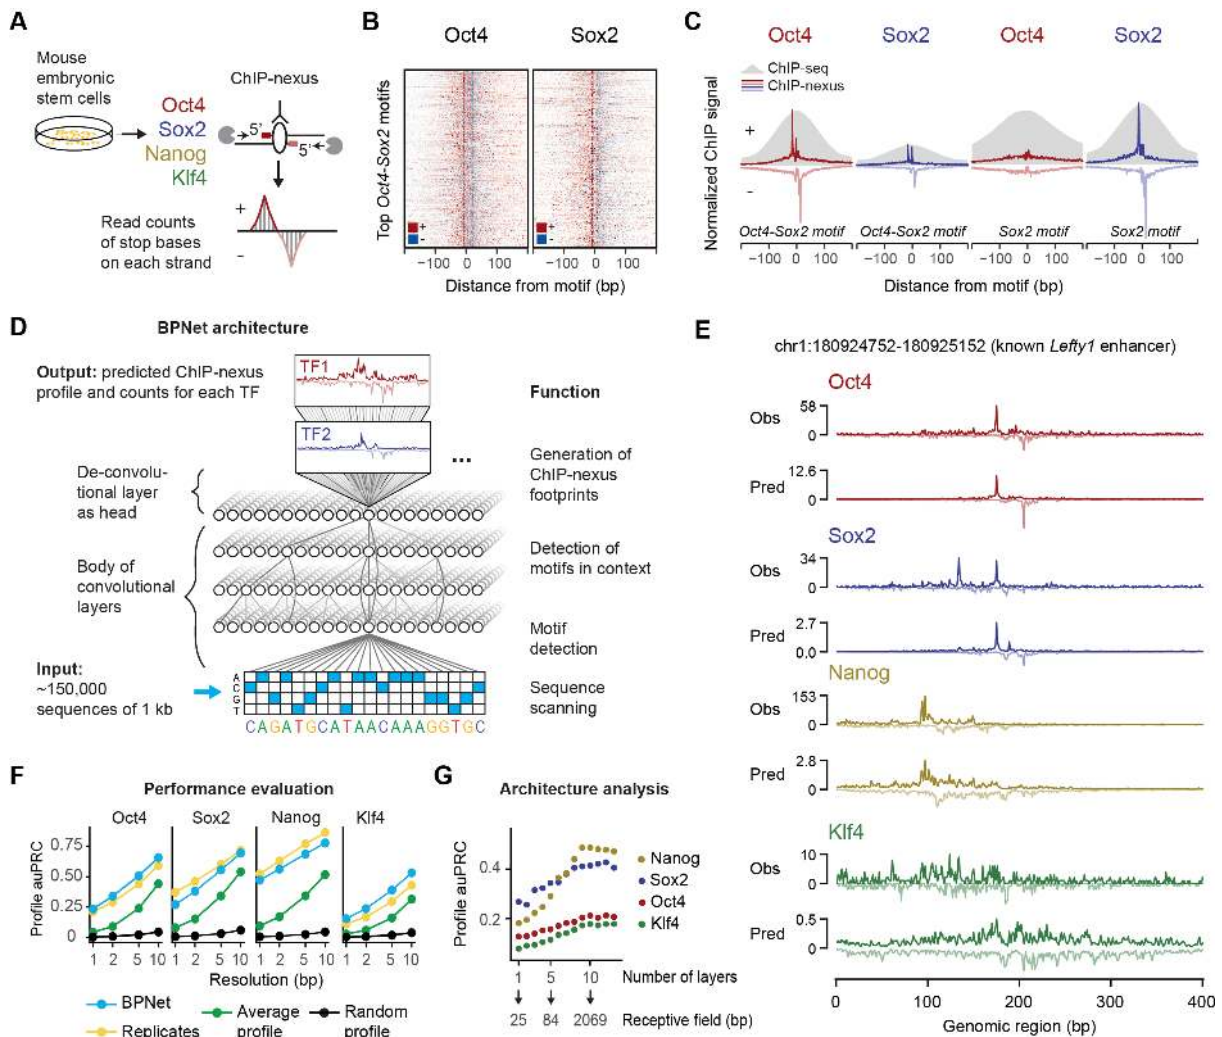 A
Mouse
embryonic
stem cells
Oct4
Sox2
Nanog
Klf4
ChIP-nexus
5'
5'
Read counts
of stop bases
on each strand
+
-
B
Oct4
Sox2
Top Oct4-Sox2 motifs
+
-
+
-
−100 0 100
−100 0 100
Distance from motif (bp)
C
Oct4 Sox2 Oct4 Sox2
ChIP-seq
ChIP-nexus
Normalized ChIP signal
+
-
Oct4-Sox2 motif Oct4-Sox2 motif Sox2 motif Sox2 motif
−100 0 100 −100 0 100 −100 0 100 −100 0 100
Distance from motif (bp)
D
BPNet architecture
Output: predicted ChIP-nexus
profile and counts for each TF
TF1
TF2
...
Function
Generation of
ChIP-nexus
footprints
De-convolu-
tional layer
as head
Detection of
motifs in context
Body of
convolutional
layers
Motif
detection
Input:
~150,000
sequences of 1 kb
A
C
G
T
Sequence
scanning
CAGATGCATAACAAAGGTGC
E
chr1:180924752-180925152 (known Lefty1 enhancer)
Oct4
Obs
58
0
Pred
12.6
0
Sox2
Obs
34
0
Pred
2.7
0.0
Nanog
Obs
153
0
Pred
2.8
0
Klf4
Obs
10
0
Pred
0.5
0
0 100 200 300 400
Genomic region (bp)
F
Performance evaluation
Oct4 Sox2 Nanog Klf4
Profile auPRC
0.75
0.50
0.25
0
1 2 5 10 1 2 5 10 1 2 5 10 1 2 5 10
Resolution (bp)
BPNet
Replicates
Average
profile
Random
profile
G
Architecture analysis
Profile auPRC
0.4
0.2
Nanog
Sox2
Oct4
Klf4
1 5 10 Number of layers
25 84 2069 Receptive field (bp)